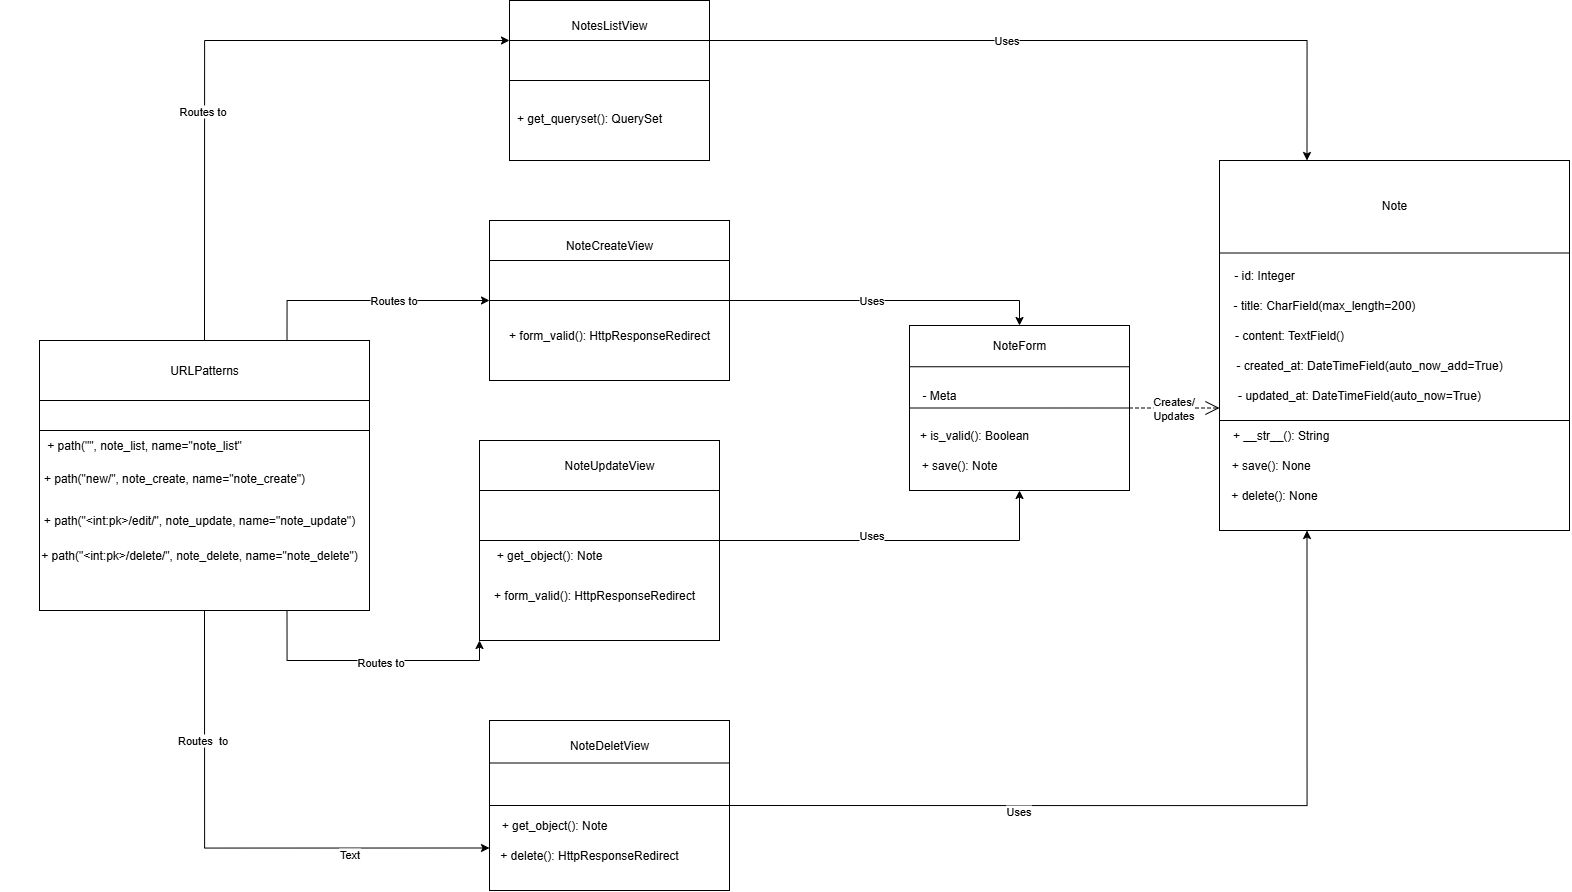 NotesListView
Uses
Routes to
+ get_queryset(): QuerySet
Note
NoteCreateView
- id: Integer
Routes to
Uses
- title: CharField(max_length=200)
+ form_valid(): HttpResponseRedirect
- content: TextField()
NoteForm
URLPatterns
- created_at: DateTimeField(auto_now_add=True)
- Meta
- updated_at: DateTimeField(auto_now=True)
Creates/
Updates
+ path("", note_list, name="note_list"
+ is_valid(): Boolean
+ __str__(): String
NoteUpdateView
+ save(): Note
+ save(): None
+ path("new/", note_create, name="note_create")
+ delete(): None
+ path("<int:pk>/edit/", note_update, name="note_update")
Uses
+ path("<int:pk>/delete/", note_delete, name="note_delete")
+ get_object(): Note
+ form_valid(): HttpResponseRedirect
Routes to
Routes  to
NoteDeletView
Uses
+ get_object(): Note
Text
+ delete(): HttpResponseRedirect